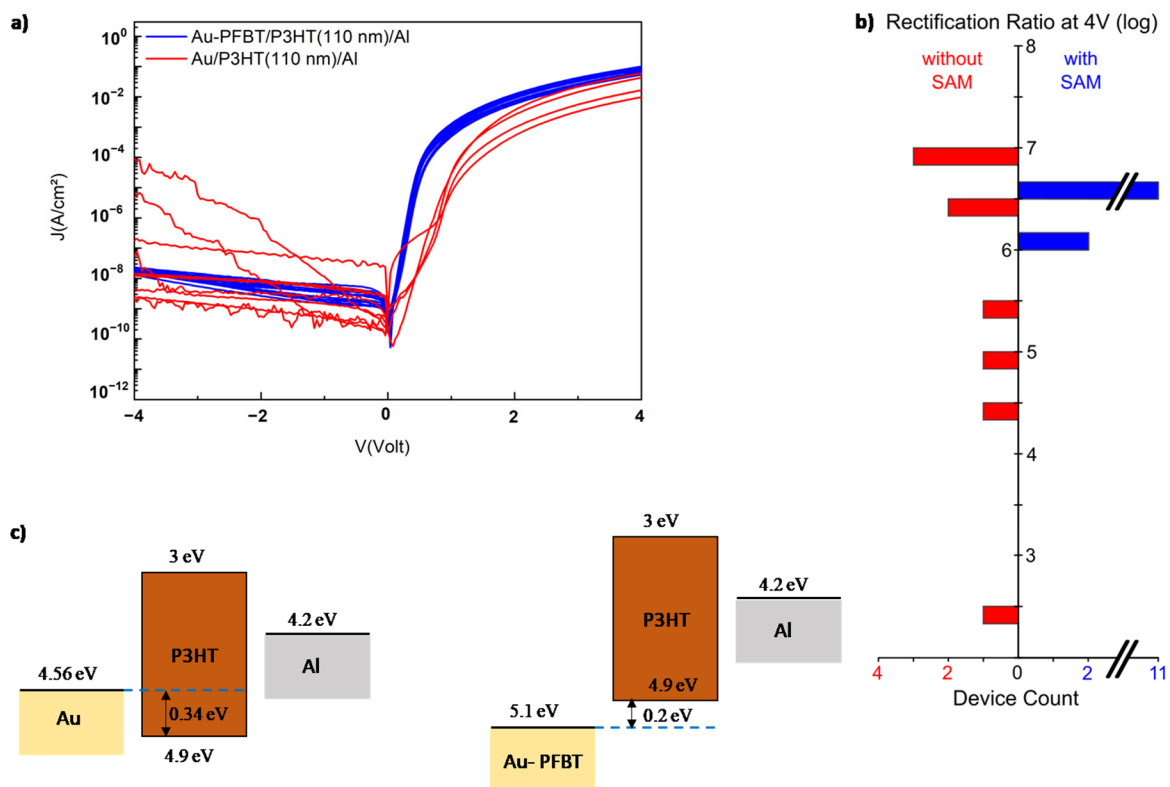 a)
Au-PFBT/P3HT(110 nm)/Al
Au/P3HT(110 nm)/Al
10⁰
10⁻²
10⁻⁴
10⁻⁶
10⁻⁸
10⁻¹⁰
10⁻¹²
J(A/cm²)
−4
−2
0
2
4
V(Volt)
b)
Rectification Ratio at 4V (log)
without
SAM
with
SAM
8
7
6
5
4
3
4
2
0
2
11
Device Count
c)
3 eV
P3HT
4.2 eV
Al
4.56 eV
Au
0.34 eV
4.9 eV
3 eV
P3HT
4.2 eV
Al
4.9 eV
5.1 eV
0.2 eV
Au- PFBT